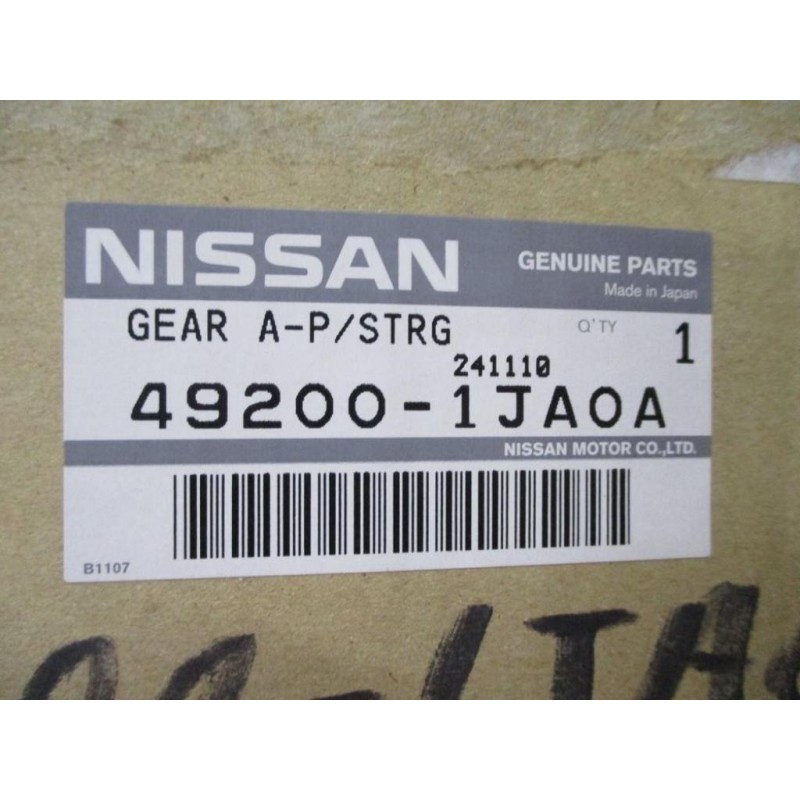 NISSAN
GENUINE PARTS
Made in Japan
GEAR A-P/STRG
Q'TY 1
241110
49200-1JA0A
NISSAN MOTOR CO.,LTD.
B1107